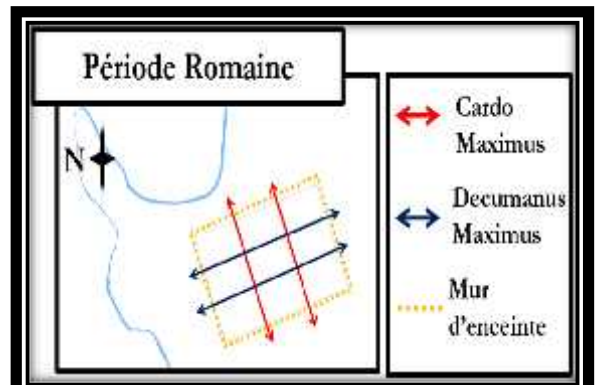 Période Romaine
N
Cardo
Maximus
Decumanus
Maximus
Mur
d'enceinte